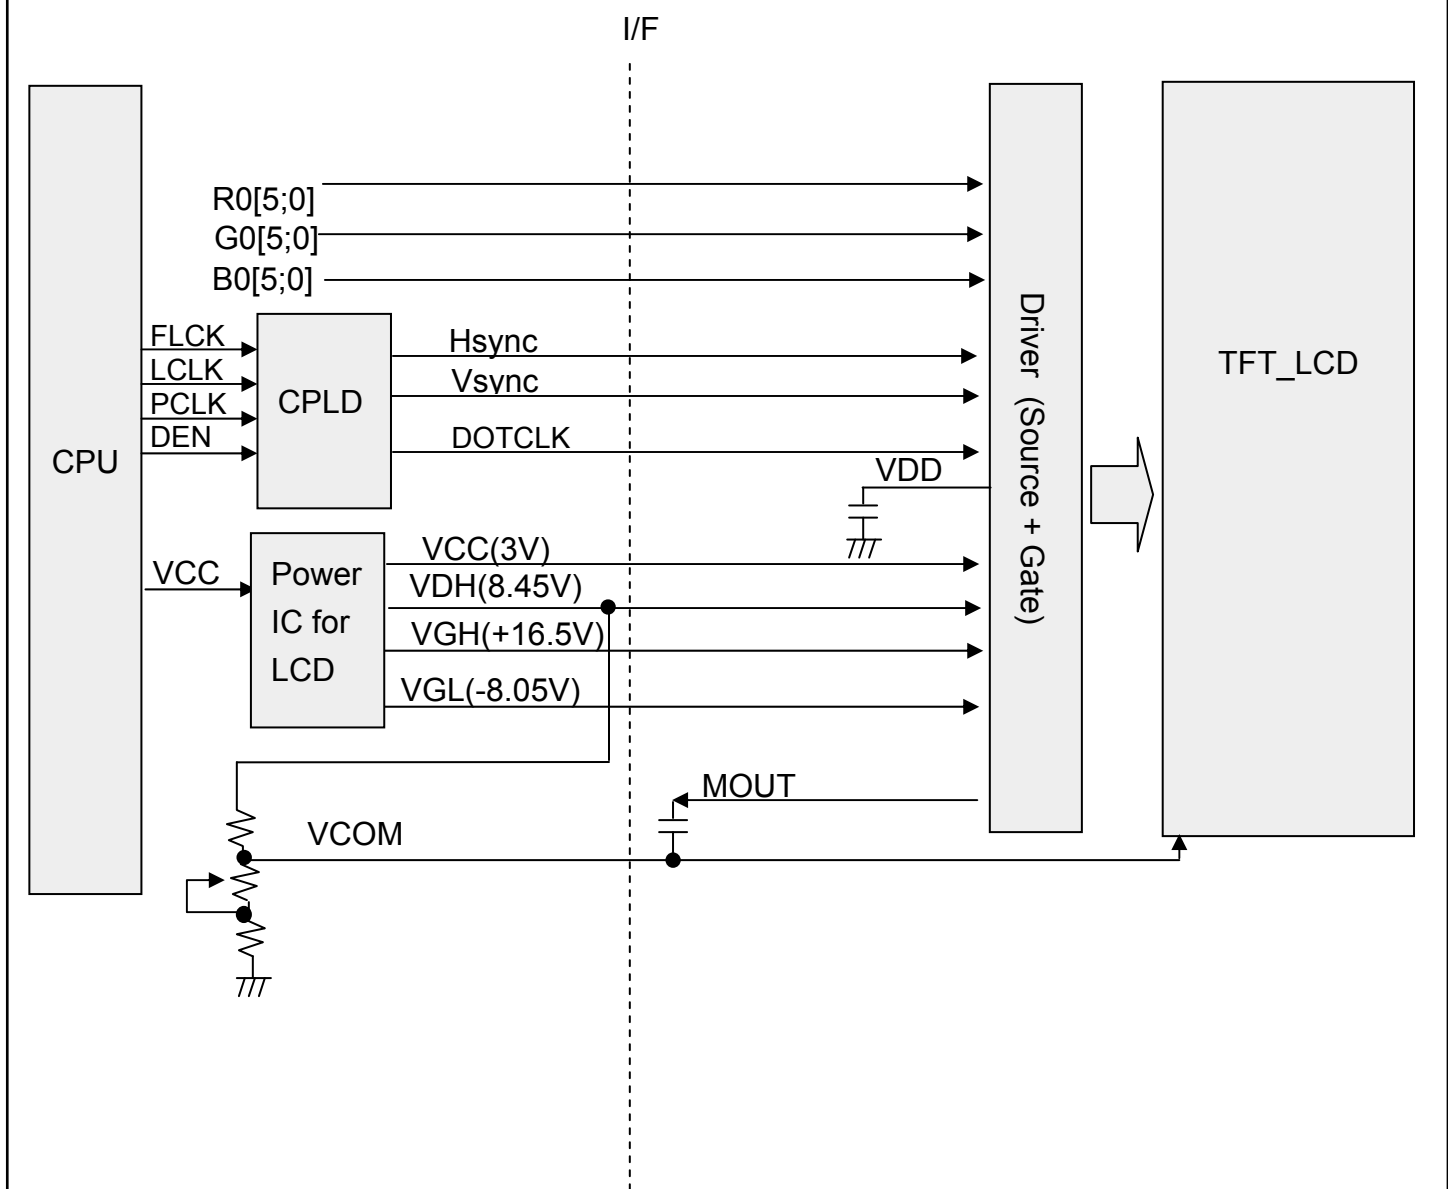 I/F
R0[5;0]
G0[5;0]
B0[5;0]
FLCK
LCLK
PCLK
DEN
CPU
CPLD
Hsync
Vsync
DOTCLK
VDD
Driver (Source + Gate)
TFT_LCD
VCC
Power
IC for
LCD
VCC(3V)
VDH(8.45V)
VGH(+16.5V)
VGL(-8.05V)
MOUT
VCOM